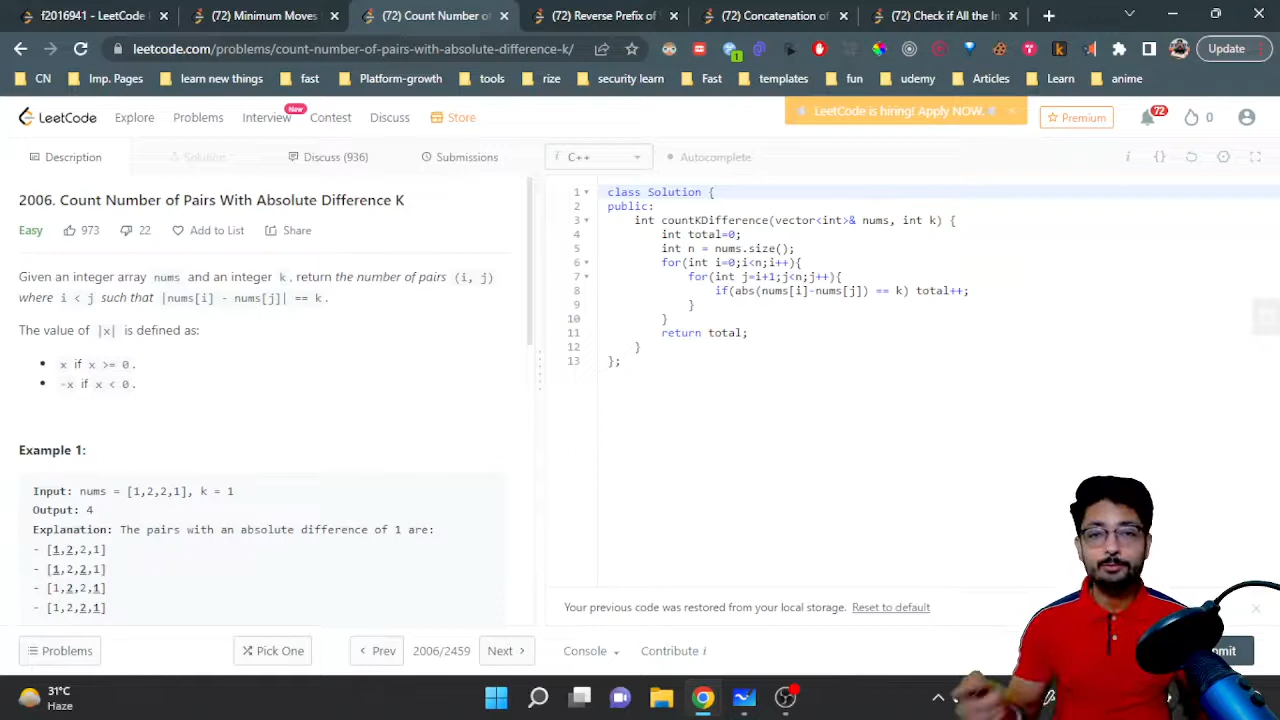 (72) f2016941 - LeetCode
(72) Minimum Moves
(72) Count Number of
(72) Reverse Prefix of
(72) Concatenation of
(72) Check if All the In
leetcode.com/problems/count-number-of-pairs-with-absolute-difference-k/
Update
CN
Imp. Pages
learn new things
fast
Platform-growth
tools
rise
security learn
Fast
templates
fun
udemy
Articles
Learn
anime
LeetCode
Explore
Problems
Interview
New
Contest
Discuss
Store
LeetCode is hiring! Apply NOW.
Premium
72
0
Description
Solution
Discuss (936)
Submissions
i C++
Autocomplete
2006. Count Number of Pairs With Absolute Difference K
Easy 973 22 Add to List Share
Given an integer array nums and an integer k, return the number of pairs (i, j)
where i < j such that |nums[i] - nums[j]| == k.
The value of |x| is defined as:
• x if x >= 0.
• -x if x < 0.
Example 1:
Input: nums = [1,2,2,1], k = 1
Output: 4
Explanation: The pairs with an absolute difference of 1 are:
- [1,2,2,1]
- [1,2,2,1]
- [1,2,2,1]
- [1,2,2,1]
1 class Solution {
2 public:
3 int countKDifference(vector<int>& nums, int k) {
4 int total=0;
5 int n = nums.size();
6 for(int i=0;i<n;i++){
7 for(int j=i+1;j<n;j++){
8 if(abs(nums[i]-nums[j]) == k) total++;
9 }
10 }
11 return total;
12 }
13 };
Your previous code was restored from your local storage. Reset to default
Problems
Pick One
Prev
2006/2459
Next
Console
Contribute i
31°C
Haze